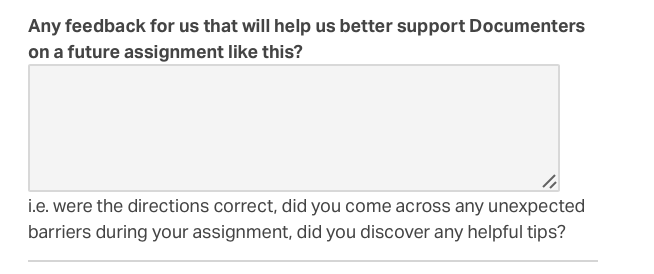 Any feedback for us that will help us better support Documenters
on a future assignment like this?
i.e. were the directions correct, did you come across any unexpected
barriers during your assignment, did you discover any helpful tips?